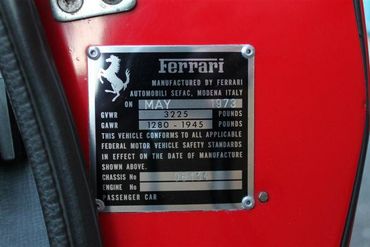 Ferrari
MANUFACTURED BY FERRARI
AUTOMOBILI SEFAC, MODENA ITALY
ON MAY 1973
GVWR 3225 POUNDS
GAWR 1280 - 1945 POUNDS
THIS VEHICLE CONFORMS TO ALL APPLICABLE
FEDERAL MOTOR VEHICLE SAFETY STANDARDS
IN EFFECT ON THE DATE OF MANUFACTURE
SHOWN ABOVE.
CHASSIS No
ENGINE No
PASSENGER CAR